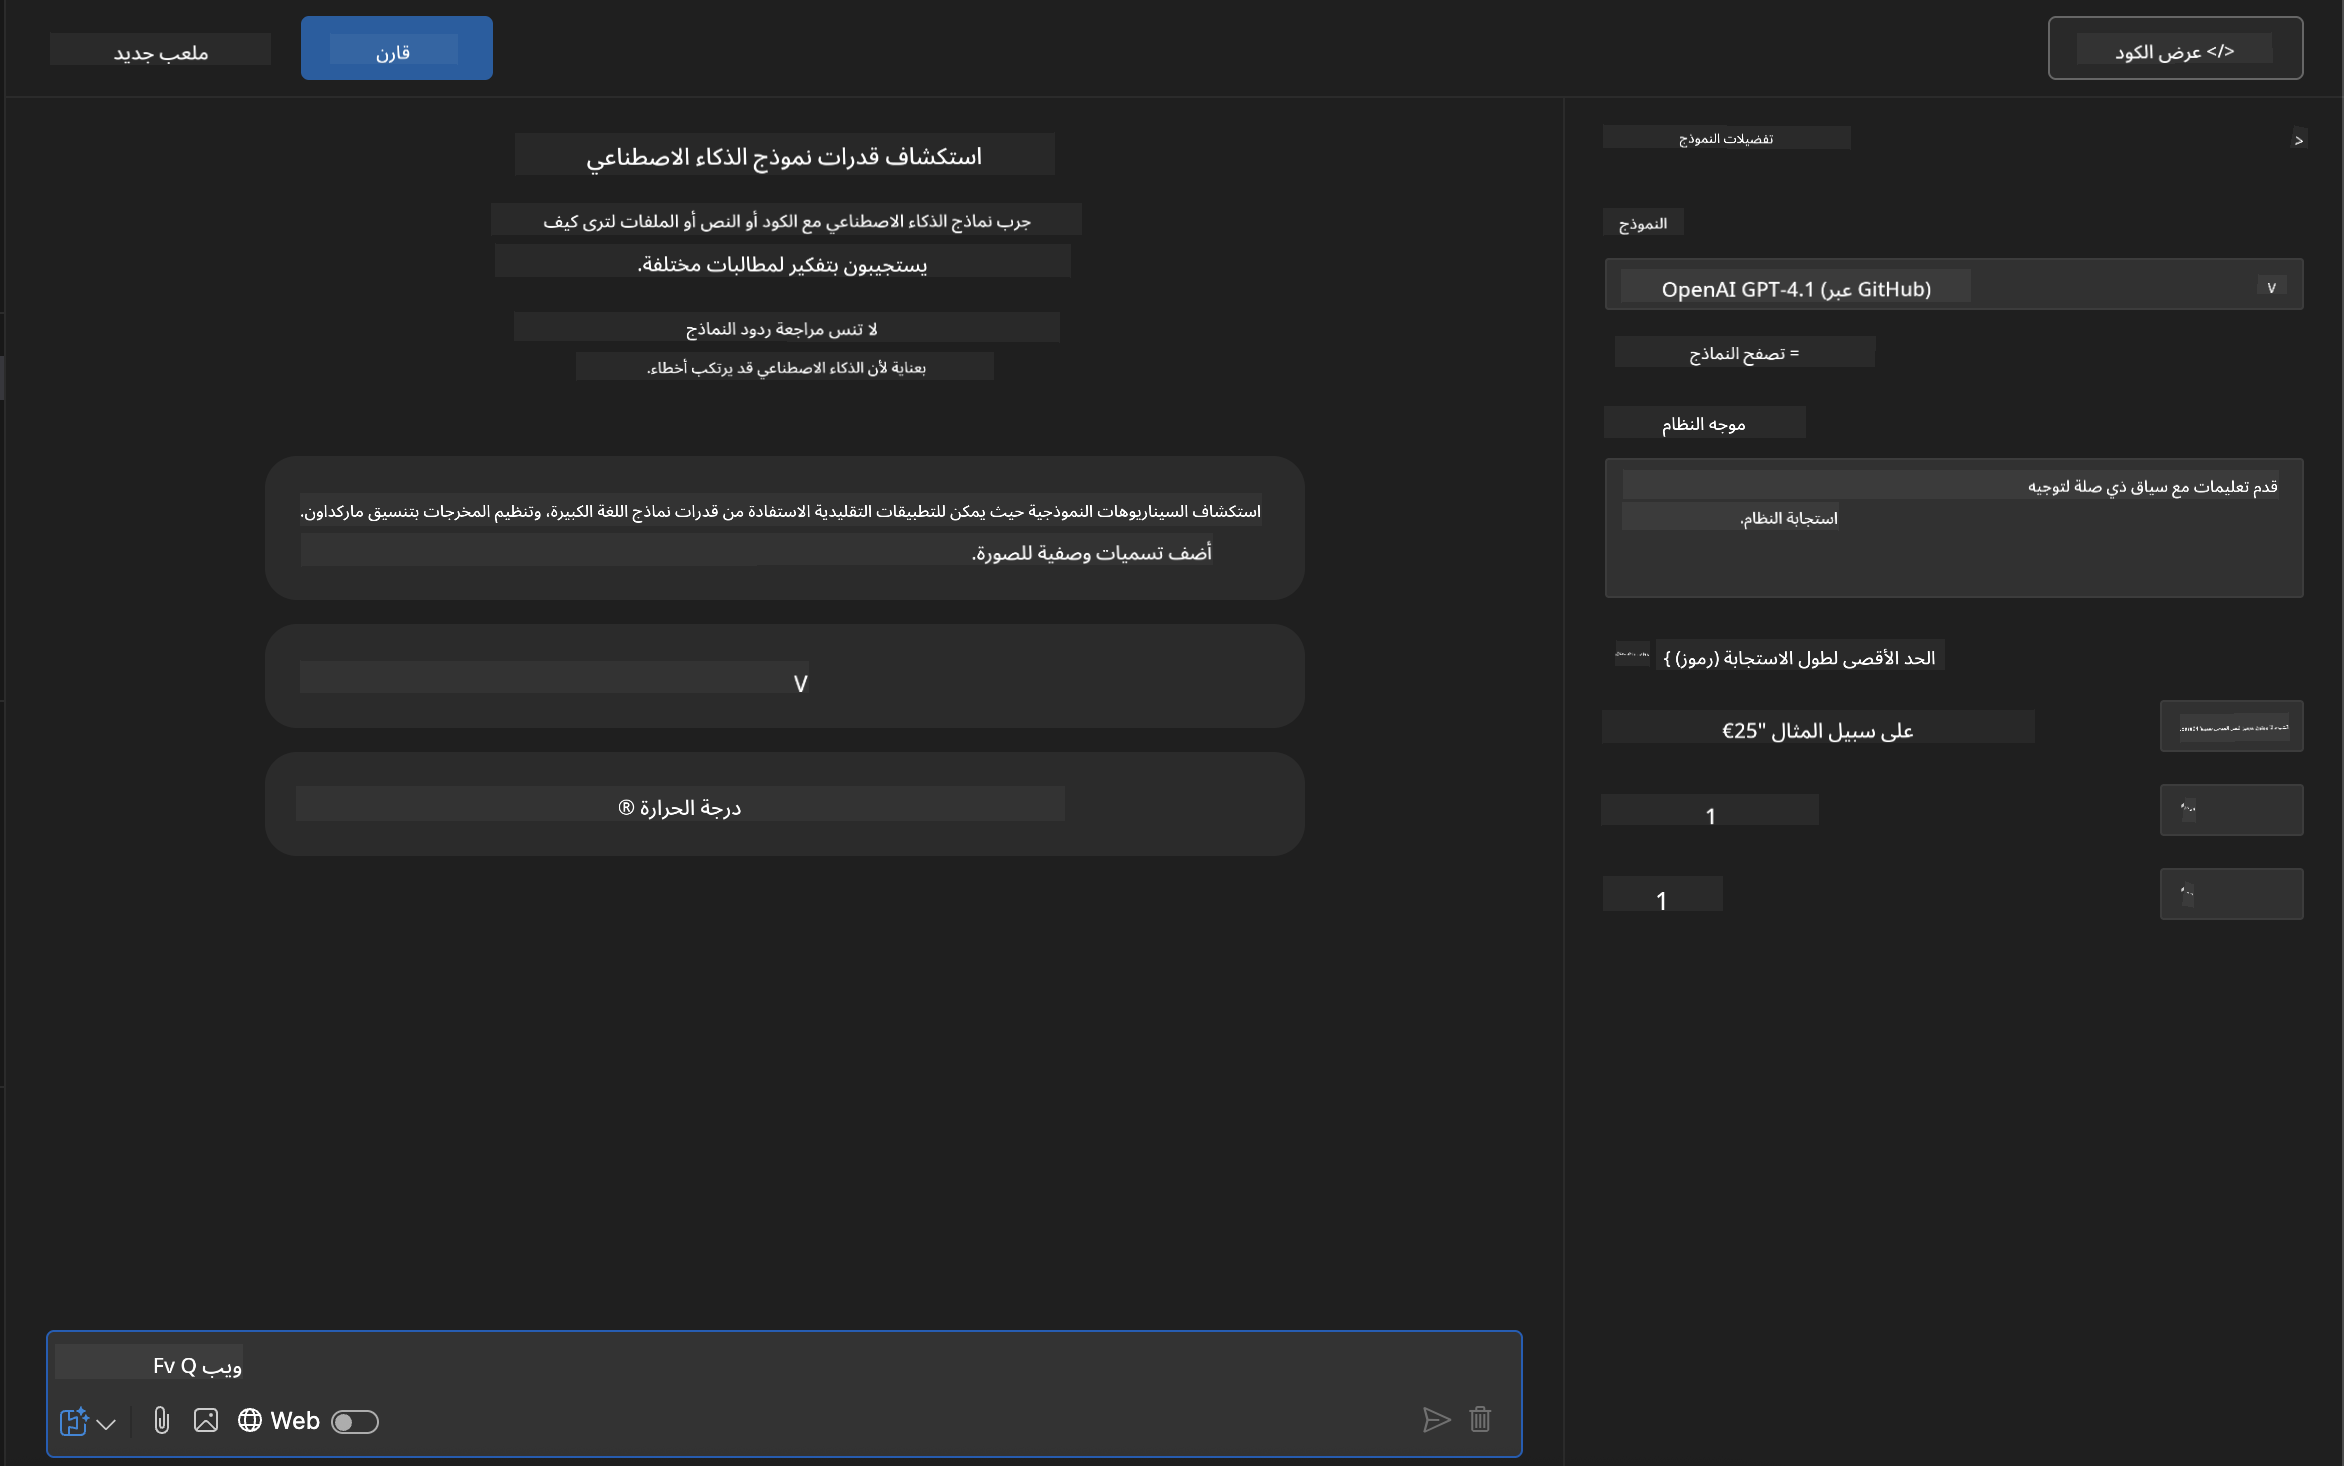 ملعب جديد
قارن
</> عرض الكود
استكشاف قدرات نموذج الذكاء الاصطناعي
جرب نماذج الذكاء الاصطناعي مع الكود أو النص أو الملفات لترى كيف
يستجيبون بتفكير لمطالبات مختلفة.
لا تنس مراجعة ردود النماذج
بعناية لأن الذكاء الاصطناعي قد يرتكب أخطاء.
استكشاف السيناريوهات النموذجية حيث يمكن للتطبيقات التقليدية الاستفادة من قدرات نماذج اللغة الكبيرة، وتنظيم المخرجات بتنسيق ماركداون.
أضف تسميات وصفية للصورة.
V
درجة الحرارة ®
ويب Fv Q
Web
تفضيلات النموذج
>
النموذج
OpenAI GPT-4.1 (عبر GitHub)
v
= تصفح النماذج
موجه النظام
قدم تعليمات مع سياق ذي صلة لتوجيه
استجابة النظام.
الحد الأقصى لطول الاستجابة (رموز) }
على سبيل المثال "25€
1
1